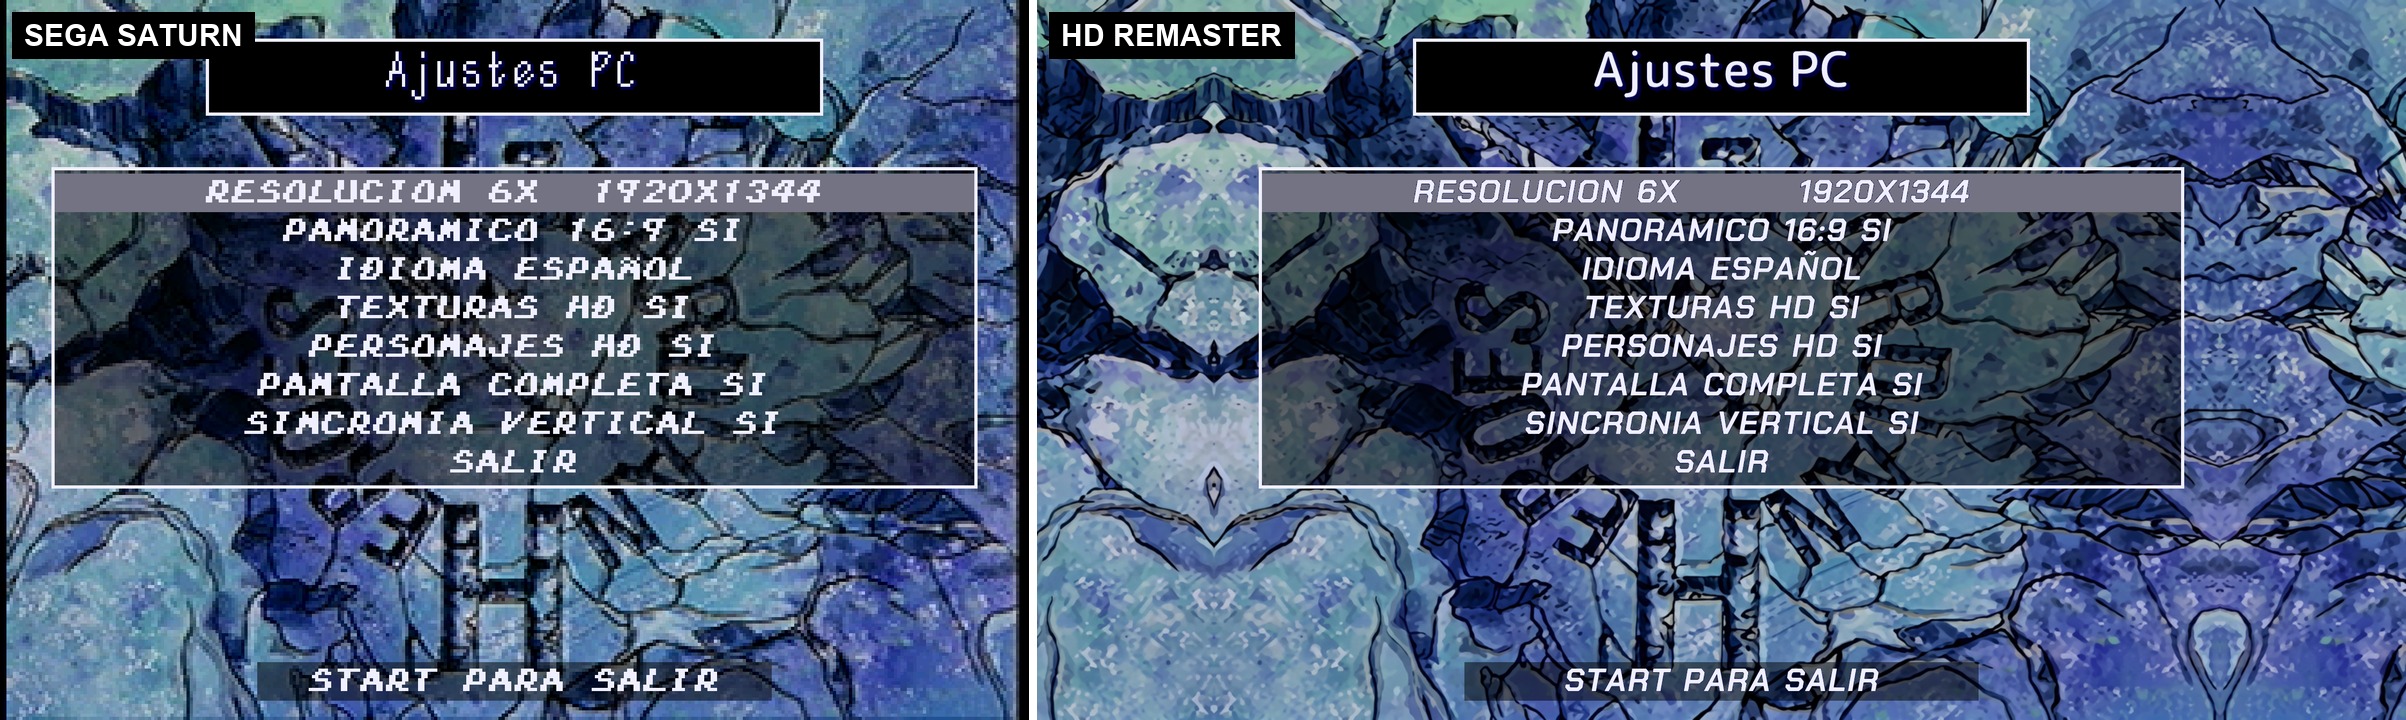 SEGA SATURN
Ajustes PC
RESOLUCION 6X 1920X1344
PANORAMICO 16:9 SI
IDIOMA ESPAÑOL
TEXTURAS HD SI
PERSONAJES HD SI
PANTALLA COMPLETA SI
SINCRONIA VERTICAL SI
SALIR
START PARA SALIR
HD REMASTER
Ajustes PC
RESOLUCION 6X 1920X1344
PANORAMICO 16:9 SI
IDIOMA ESPAÑOL
TEXTURAS HD SI
PERSONAJES HD SI
PANTALLA COMPLETA SI
SINCRONIA VERTICAL SI
SALIR
START PARA SALIR